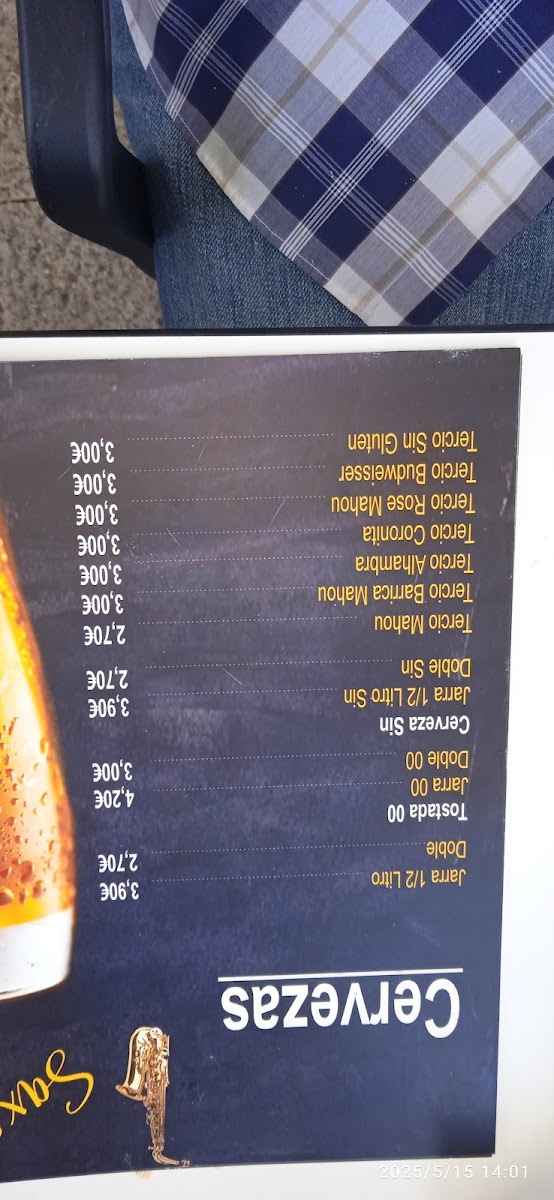 Sax
Cervezas
Jarra 1/2 Litro 3,90€
Doble 2,70€
Tostada 00
Jarra 00 4,20€
Doble 00 3,00€
Cerveza Sin
Jarra 1/2 Litro Sin 3,90€
Doble Sin 2,70€
Tercio Mahou 2,70€
Tercio Barrica Mahou 3,00€
Tercio Alhambra 3,00€
Tercio Coronita 3,00€
Tercio Rose Mahou 3,00€
Tercio Budweisser 3,00€
Tercio Sin Gluten 3,00€
2025/5/15 14:01